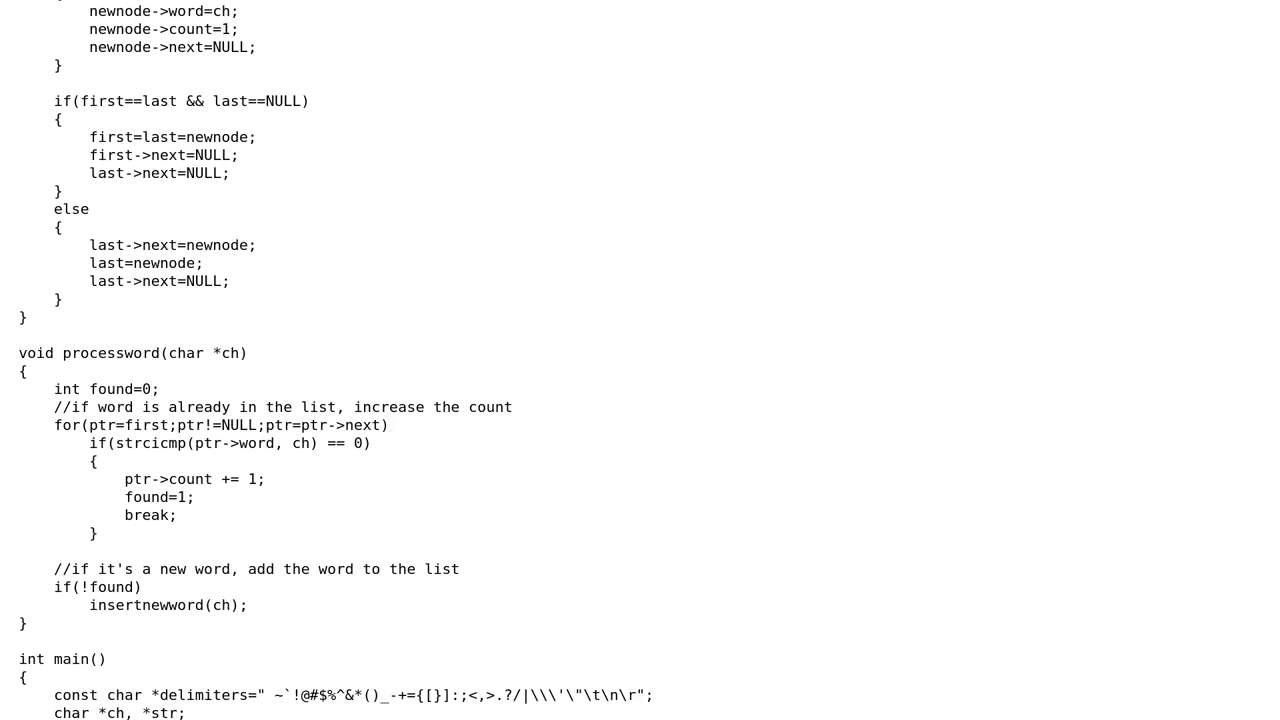 newnode->word=ch;
newnode->count=1;
newnode->next=NULL;
}
if(first==last && last==NULL)
{
first=last=newnode;
first->next=NULL;
last->next=NULL;
}
else
{
last->next=newnode;
last=newnode;
last->next=NULL;
}
}
void processword(char *ch)
{
int found=0;
//if word is already in the list, increase the count
for(ptr=first;ptr!=NULL;ptr=ptr->next)
if(strcicmp(ptr->word, ch) == 0)
{
ptr->count += 1;
found=1;
break;
}
//if it's a new word, add the word to the list
if(!found)
insertnewword(ch);
}
int main()
{
const char *delimiters=" ~`!@#$%^&*()_-+={[}]:;<,>.?/|\\\'\"\t\n\r";
char *ch, *str;